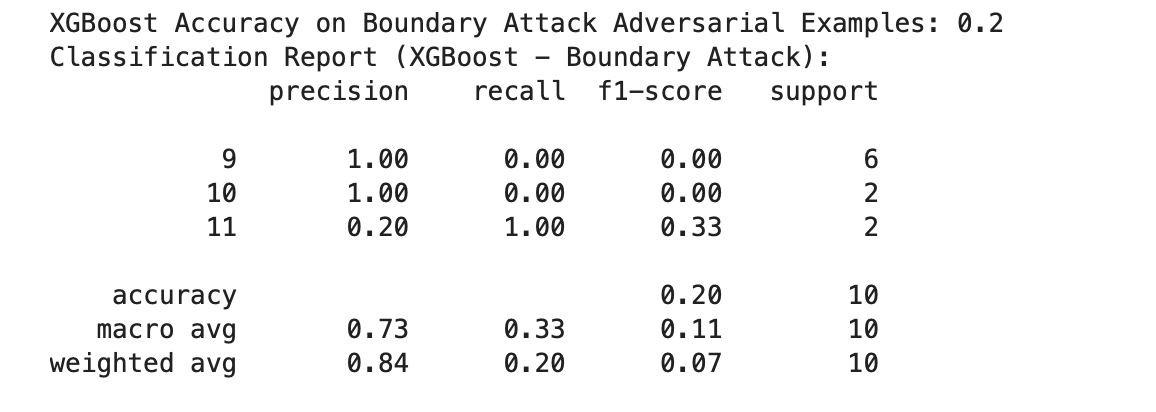 XGBoost Accuracy on Boundary Attack Adversarial Examples: 0.2
Classification Report (XGBoost – Boundary Attack):
precision recall f1–score support
9 1.00 0.00 0.00 6
10 1.00 0.00 0.00 2
11 0.20 1.00 0.33 2
accuracy 0.20 10
macro avg 0.73 0.33 0.11 10
weighted avg 0.84 0.20 0.07 10